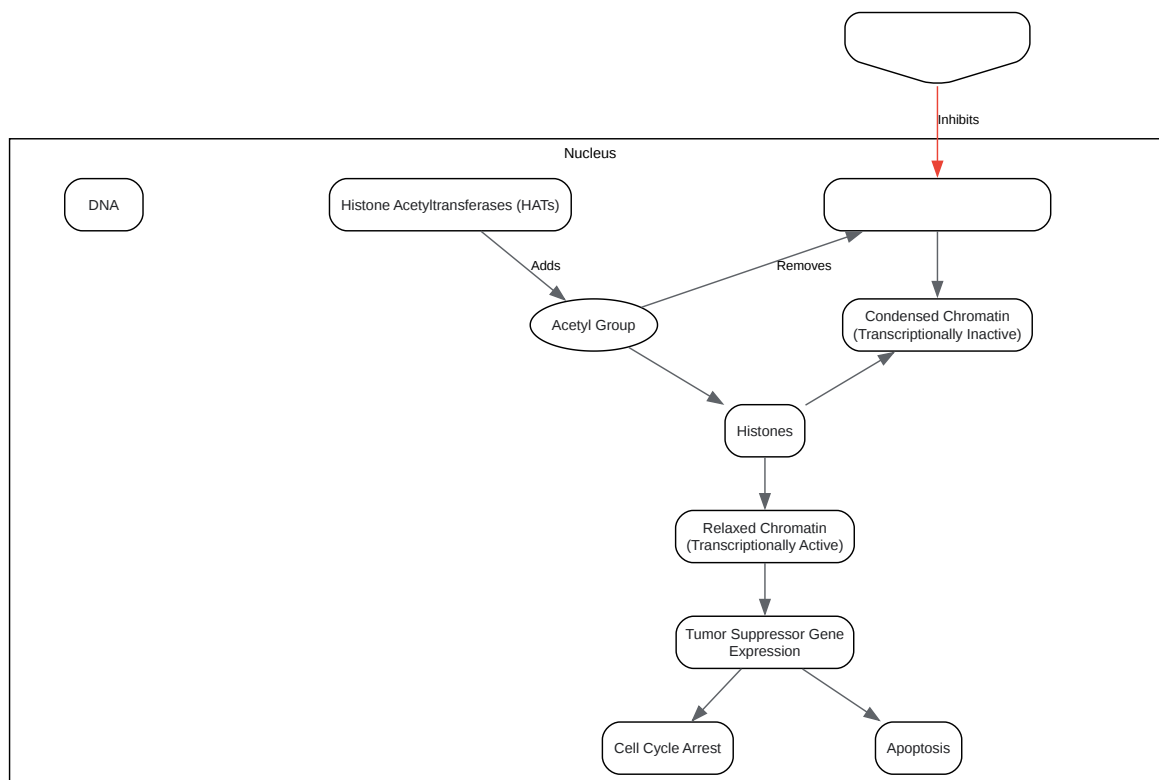 Inhibits
Nucleus
DNA
Histone Acetyltransferases (HATs)
Adds
Removes
Acetyl Group
Condensed Chromatin
(Transcriptionally Inactive)
Histones
Relaxed Chromatin
(Transcriptionally Active)
Tumor Suppressor Gene
Expression
Cell Cycle Arrest
Apoptosis